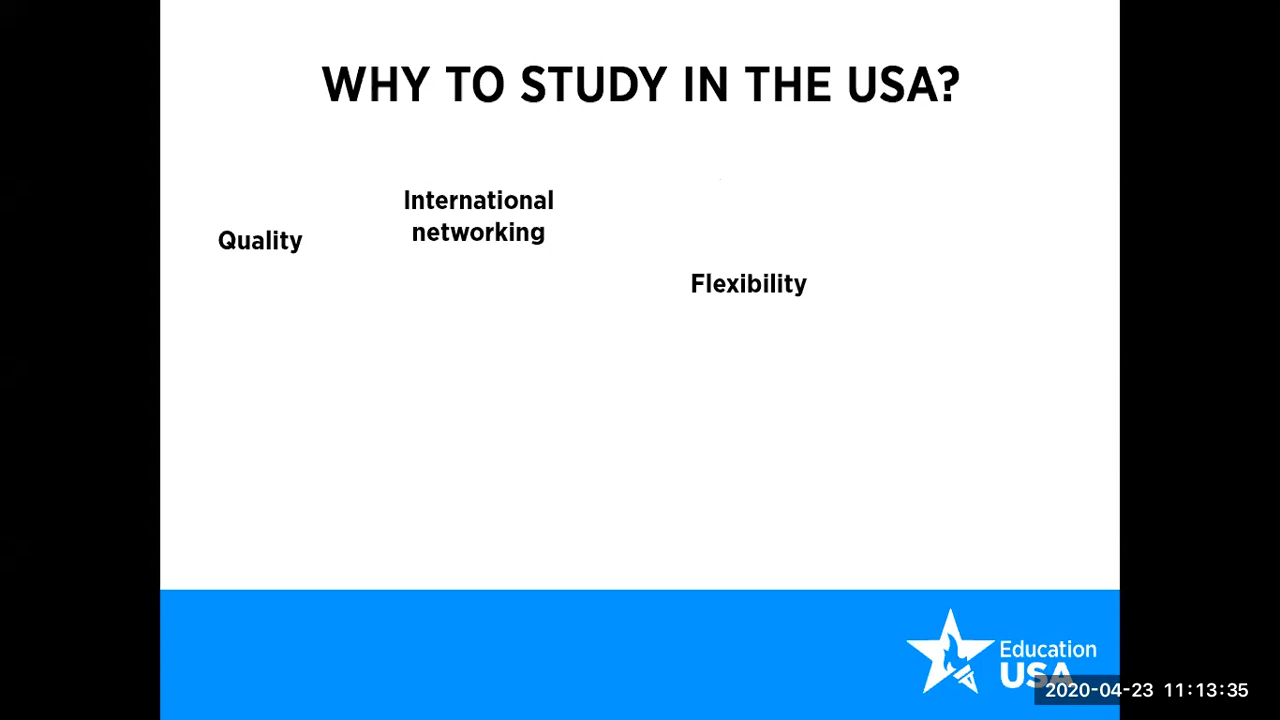 WHY TO STUDY IN THE USA?
International
networking
Quality
Flexibility
Education
USA
2020-04-23 11:13:35